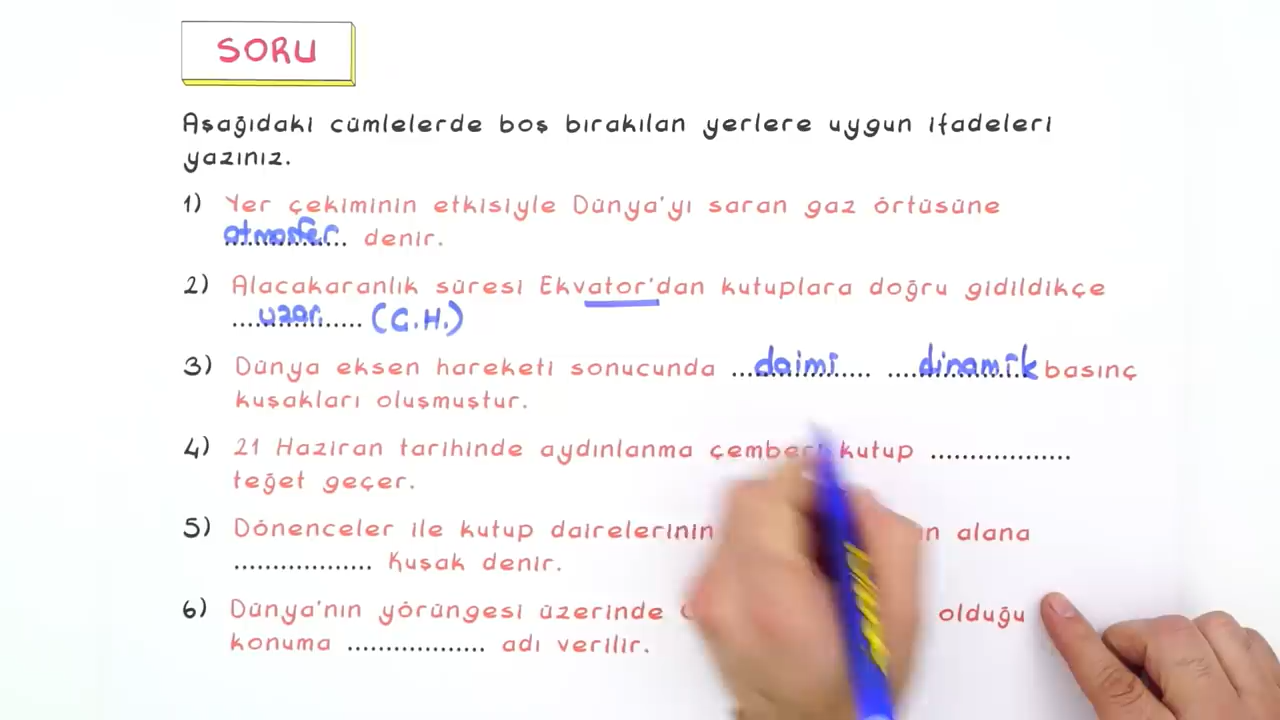 SORU
Aşağıdaki cümlelerde boş bırakılan yerlere uygun ifadeleri
yazınız.
1) Yer çekiminin etkisiyle Dünya'yı saran gaz örtüsüne
atmosfer denir.
2) Alacakaranlık süresi Ekvator'dan kutuplara doğru gidildikçe
uzar. (G.H.)
3) Dünya eksen hareketi sonucunda daimi dinamik basınç
kuşakları oluşmuştur.
4) 21 Haziran tarihinde aydınlanma çemberi kutup ..................
teğet geçer.
5) Dönenceler ile kutup dairelerinin alana
.................. Kuşak denir.
6) Dünya'nın yörüngesi üzerinde olduğu
konuma .................. adı verilir.